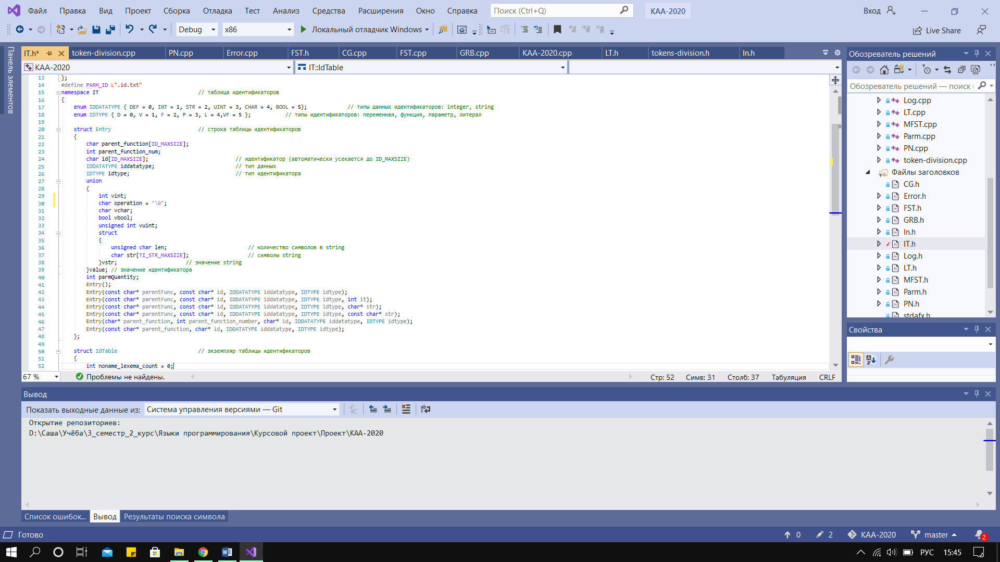 Файл Правка Вид Проект Сборка Отладка Тест Анализ Средства Расширения Окно Справка Поиск (Ctrl+Q) KAA-2020 Вход
Debug x86 Локальный отладчик Windows Live Share
Панель элементов
IT.h* token-division.cpp PN.cpp Error.cpp FST.h CG.cpp FST.cpp GRB.cpp KAA-2020.cpp LT.h tokens-division.h In.h
KAA-2020 IT::IdTable
13 };
14 #define PARM_ID L".id.txt"
15 namespace IT // таблица идентификаторов
16 {
17 enum IDDATATYPE { DEF = 0, INT = 1, STR = 2, UINT = 3, CHAR = 4, BOOL = 5}; // типы данных идентификаторов: integer, string
18 enum IDTYPE { D = 0, V = 1, F = 2, P = 3, L = 4,VF = 5 }; // типы идентификаторов: переменная, функция, параметр, литерал
19
20 struct Entry // строка таблицы идентификаторов
21 {
22 char parent_function[ID_MAXSIZE];
23 int parent_function_num;
24 char id[ID_MAXSIZE]; // идентификатор (автоматически усекается до ID_MAXSIZE)
25 IDDATATYPE iddatatype; // тип данных
26 IDTYPE idtype; // тип идентификатора
27 union
28 {
29 int vint;
30 char operation = '\0';
31 char vchar;
32 bool vbool;
33 unsigned int vuint;
34 struct
35 {
36 unsigned char len; // количество символов в string
37 char str[TI_STR_MAXSIZE]; // символы string
38 }vstr; // значение string
39 }value; // значение идентификатора
40 int parmQuantity;
41 Entry();
42 Entry(const char* parentFunc, const char* id, IDDATATYPE iddatatype, IDTYPE idtype);
43 Entry(const char* parentFunc, const char* id, IDDATATYPE iddatatype, IDTYPE idtype, int it);
44 Entry(const char* parentFunc, const char* id, IDDATATYPE iddatatype, IDTYPE idtype, char* str);
45 Entry(const char* parentFunc, const char* id, IDDATATYPE iddatatype, IDTYPE idtype, const char* str);
46 Entry(char* parent_function, int parent_function_number, char* id, IDDATATYPE iddatatype, IDTYPE idtype);
47 Entry(const char* parent_function, char* id, IDDATATYPE iddatatype, IDTYPE idtype);
48 };
49
50 struct IdTable // экземпляр таблицы идентификаторов
51 {
52 int noname_lexema_count = 0;
67 % Проблемы не найдены. Стр: 52 Симв: 31 Столб: 37 Табуляция CRLF
Обозреватель решений
Обозреватель решений — поиск (
Log.cpp
LT.cpp
MFST.cpp
Parm.cpp
PN.cpp
token-division.cpp
Файлы заголовков
CG.h
Error.h
FST.h
GRB.h
In.h
IT.h
Log.h
LT.h
MFST.h
Parm.h
PN.h
stdafx.h
Свойства
Вывод
Показать выходные данные из: Система управления версиями — Git
Открытие репозиториев:
D:\Саша\Учёба\3_семестр_2_курс\Языки программирования\Курсовой проект\Проект\KAA-2020
Список ошибок... Вывод Результаты поиска символа
Готово 0 2 KAA-2020 master 2
РУС 15:45